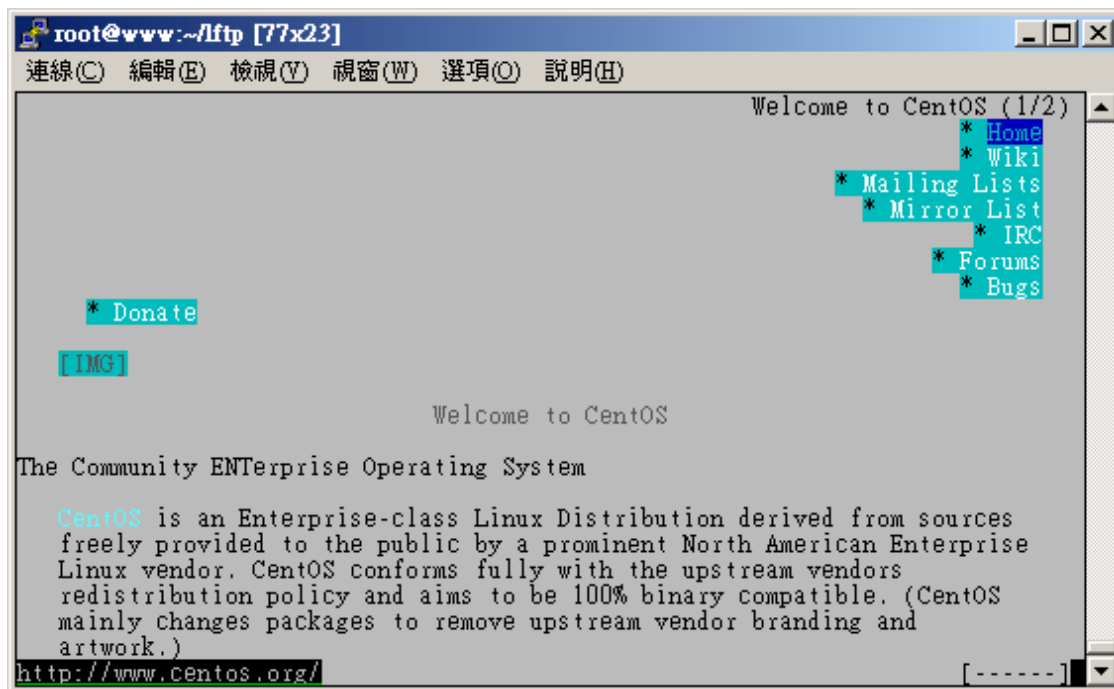 root@www:~/lftp [77x23]
連線(C) 編輯(E) 檢視(V) 視窗(W) 選項(O) 說明(H)
Welcome to CentOS (1/2)
* Home
* Wiki
* Mailing Lists
* Mirror List
* IRC
* Forums
* Bugs
* Donate
[IMG]
Welcome to CentOS
The Community ENTerprise Operating System
CentOS is an Enterprise-class Linux Distribution derived from sources
freely provided to the public by a prominent North American Enterprise
Linux vendor. CentOS conforms fully with the upstream vendors
redistribution policy and aims to be 100% binary compatible. (CentOS
mainly changes packages to remove upstream vendor branding and
artwork.)
http://www.centos.org/ [------]